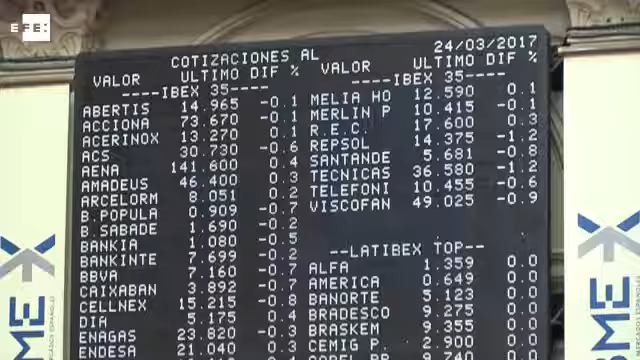 EFE:
24/03/2017
COTIZACIONES AL
VALOR ULTIMO DIF %
----IBEX 35----
ABERTIS 14.965 -0.1
ACCIONA 73.670 -0.1
ACERINOX 13.270 0.1
ACS 30.730 -0.6
AENA 141.600 0.4
AMADEUS 46.400 0.3
ARCELORM 8.051 0.2
B.POPULA 0.909 -0.7
B.SABADE 1.690 -0.2
BANKIA 1.080 -0.5
BANKINTE 7.699 -0.2
BBVA 7.160 -0.7
CAIXABAN 3.892 -0.7
CELLNEX 15.215 -0.8
DIA 5.175 0.4
ENAGAS 23.820 -0.3
ENDESA 21.040 0.3
VALOR ULTIMO DIF %
----IBEX 35----
MELIA HO 12.590 0.1
MERLIN P 10.415 -0.1
R.E.C. 17.600 0.3
REPSOL 14.375 -1.2
SANTANDE 5.681 -0.8
TECNICAS 36.580 -1.2
TELEFONI 10.455 -0.6
VISCOFAN 49.025 -0.9
--LATIBEX TOP--
ALFA 1.359 0.0
AMERICA 0.649 0.0
BANORTE 5.123 0.0
BRADESCO 9.275 0.0
BRASKEM 9.355 0.0
CEMIG P. 2.900 0.0
BME
BME